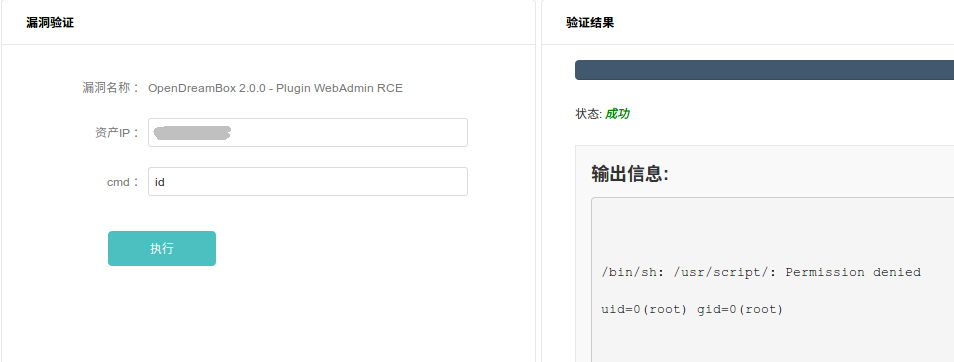 漏洞验证
漏洞名称： OpenDreamBox 2.0.0 - Plugin WebAdmin RCE
资产IP：
cmd： id
执行
验证结果
状态: 成功
输出信息:
/bin/sh: /usr/script/: Permission denied
uid=0(root) gid=0(root)